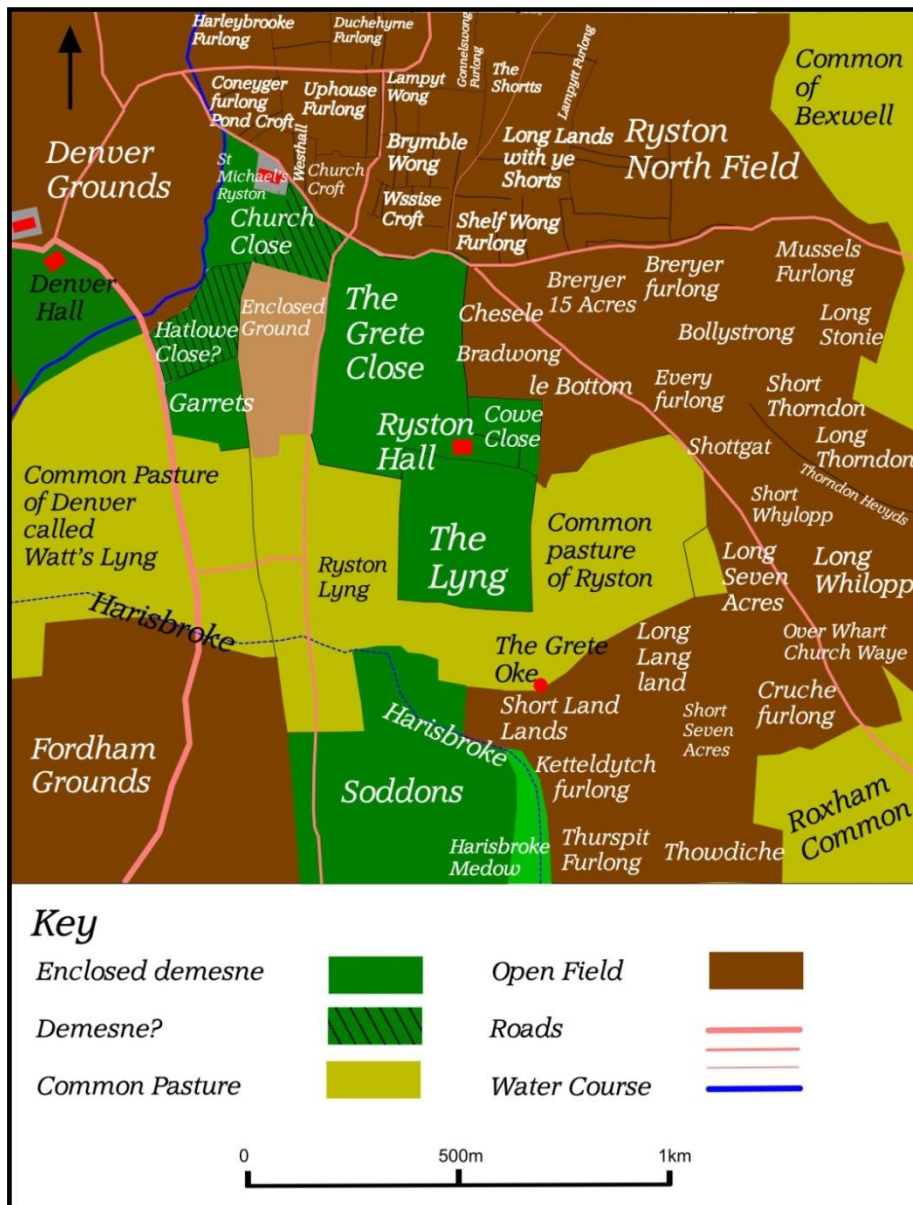 Harleybrooke
Furlong
Duchehyrne
Furlong
Gonnelswong
Furlong
The
Shortts
Lampytt Furlong
Common
of
Bexwell
Coneyger
furlong
Pond Croft
Uphouse
Furlong
Lampyt
Wong
Denver
Grounds
St
Michael's
Ryston
Westhall
Church
Croft
Brymble
Wong
Long Lands
with ye
Shorts
Ryston
North Field
Wssise
Croft
Shelf Wong
Furlong
Church
Close
Denver
Hall
Hatlowe
Close?
Enclosed
Ground
The
Grete
Close
Chesele
Breryer
15 Acres
Breryer
furlong
Mussels
Furlong
Bradwong
Bollystrong
Long
Stonie
Garrets
le Bottom
Every
furlong
Short
Thorndon
Ryston
Hall
Cowe
Close
Shottgat
Long
Thorndon
Thorndon Hevyds
Common Pasture
of Denver
called
Watt's Lyng
Short
Whylopp
Ryston
Lyng
The
Lyng
Common
pasture
of Ryston
Long
Seven
Acres
Long
Whilopp
Harisbroke
The Grete
Oke
Long
Lang
land
Over Whart
Church Waye
Short Land
Lands
Short
Seven
Acres
Cruche
furlong
Fordham
Grounds
Harisbroke
Soddons
Ketteldytch
furlong
Roxham
Common
Harisbroke
Medow
Thurspit
Furlong
Thowdiche
Key
Enclosed demesne
Open Field
Demesne?
Roads
Common Pasture
Water Course
0 500m 1km